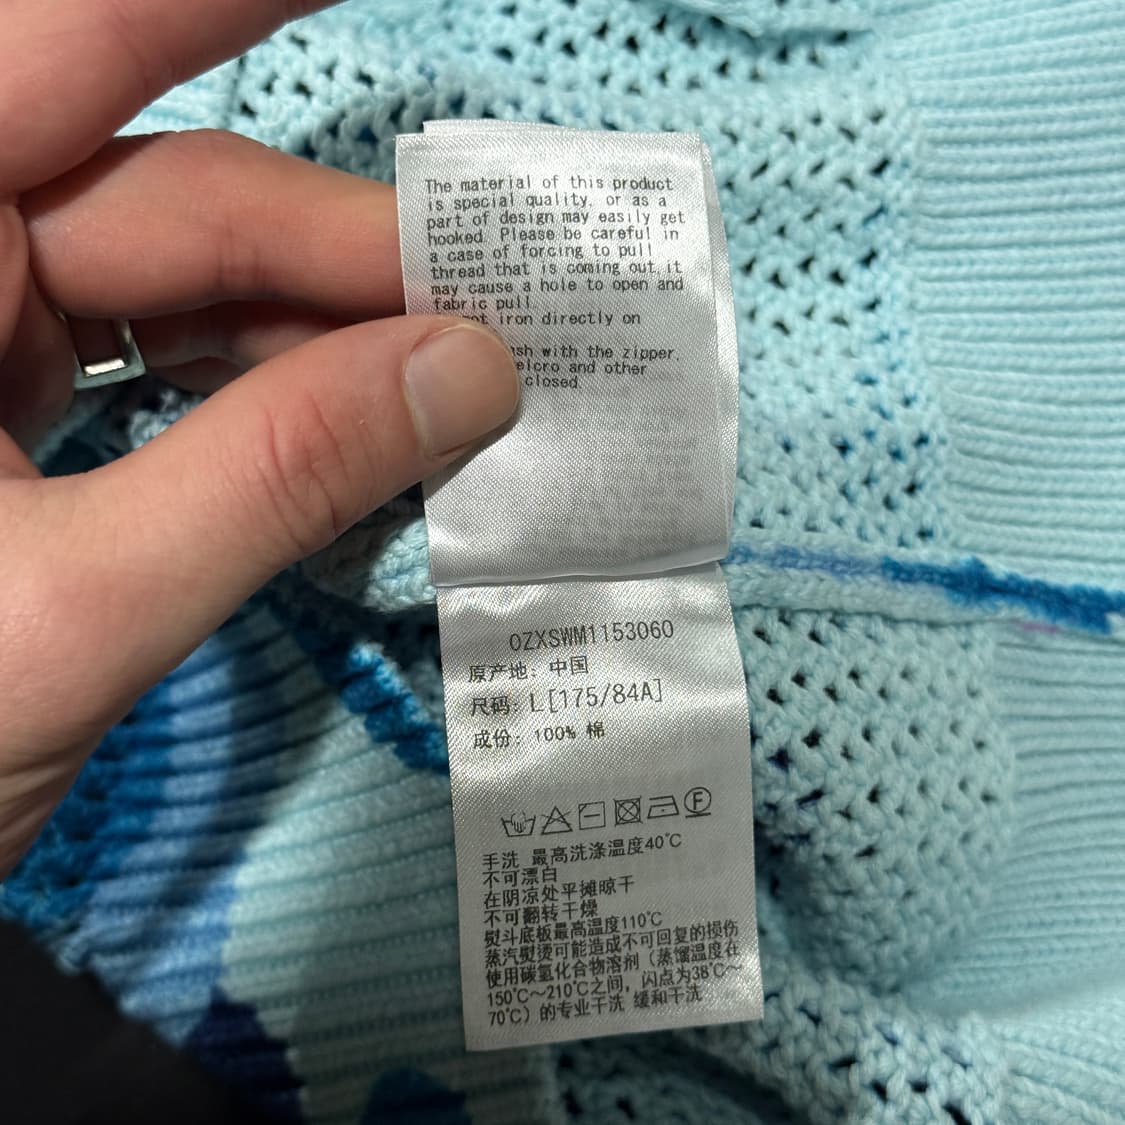 The material of this product
is special quality, or as a
part of design may easily get
hooked. Please be careful in
a case of forcing to pull
thread that is coming out, it
may cause a hole to open and
fabric pull.
iron directly on
with the zipper,
and other
closed.
0ZXSWM1153060
原产地: 中国
尺码: L[175/84A]
成份: 100% 棉
F
手洗 最高洗涤温度40℃
不可漂白
在阴凉处平摊晾干
不可翻转干燥
熨斗底板最高温度110℃
蒸汽熨烫可能造成不可回复的损伤
使用碳氢化合物溶剂（蒸馏温度在
150℃～210℃之间，闪点为38℃～
70℃）的专业干洗 缓和干洗